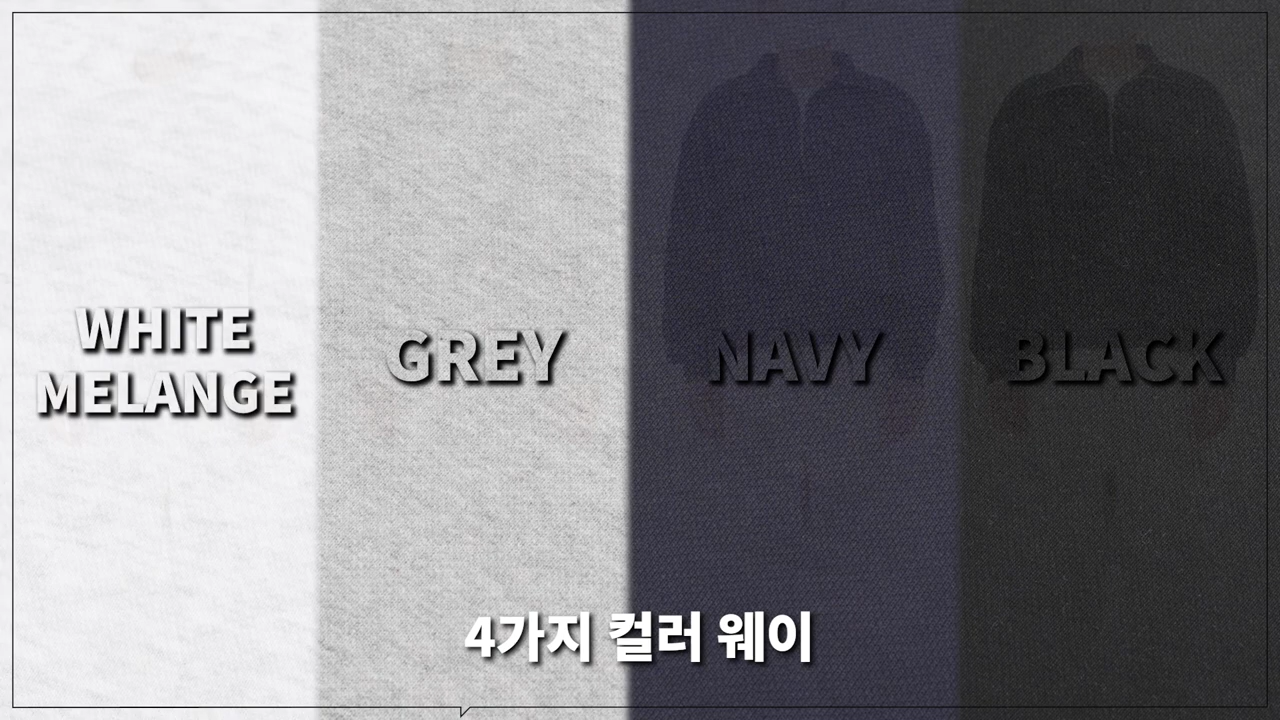 WHITE
MELANGE
GREY
NAVY
BLACK
4가지 컬러 웨이